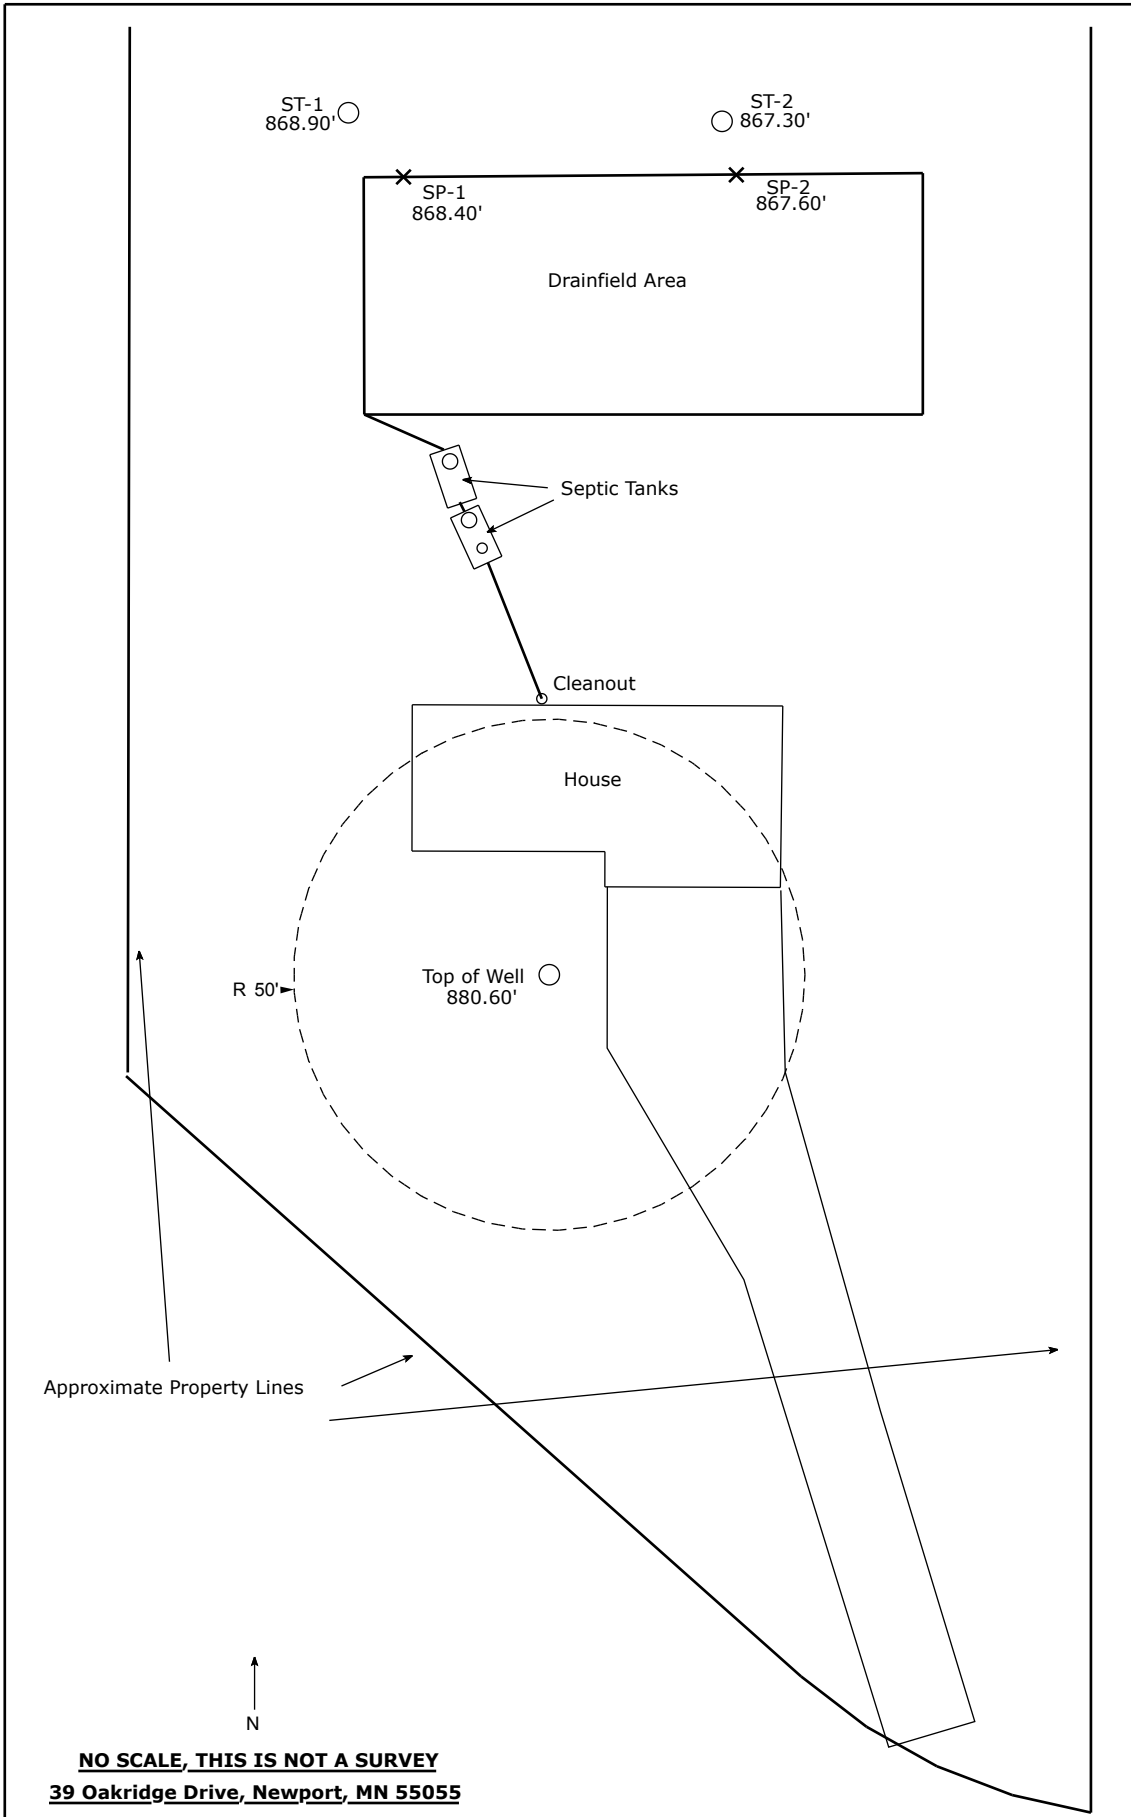 ST-1
868.90'
ST-2
867.30'
SP-1
868.40'
SP-2
867.60'
Drainfield Area
Septic Tanks
Cleanout
House
Top of Well
880.60'
R 50'
Approximate Property Lines
N
NO SCALE, THIS IS NOT A SURVEY
39 Oakridge Drive, Newport, MN 55055